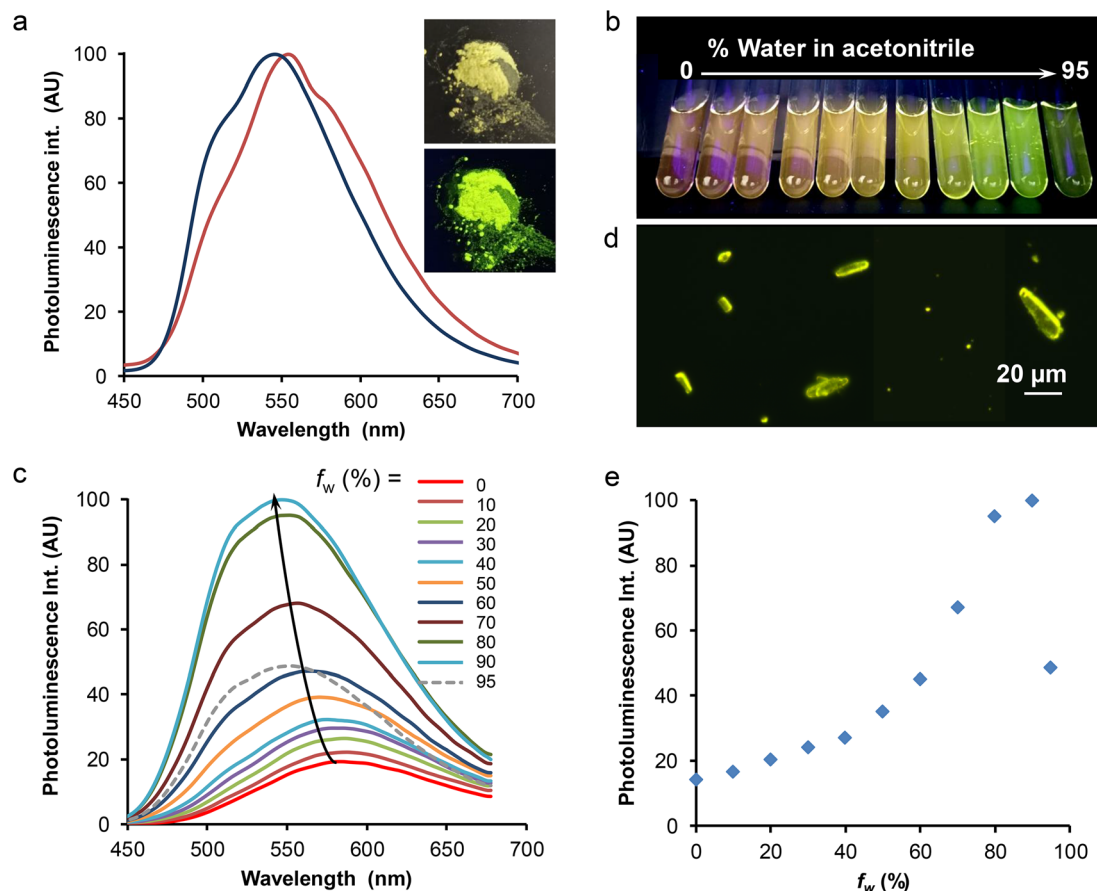 a
Photoluminescence int. (AU)
100
80
60
40
20
0
450 500 550 600 650 700
Wavelength (nm)
b
% Water in acetonitrile
0 95
d
20 µm
c
f_w (%) =
0
10
20
30
40
50
60
70
80
90
95
Photoluminescence Int. (AU)
100
80
60
40
20
0
450 500 550 600 650 700
Wavelength (nm)
e
Photoluminescence Int. (AU)
100
80
60
40
20
0
0 20 40 60 80 100
f_w (%)